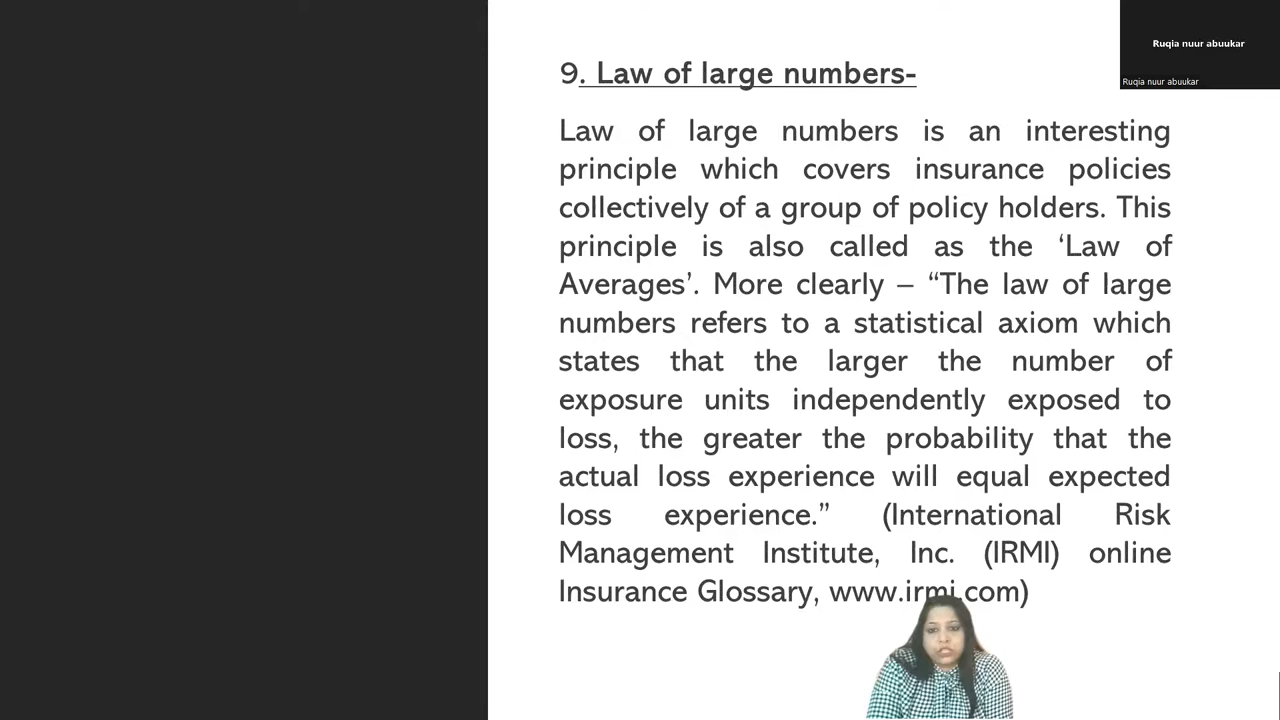 9. Law of large numbers-
Law of large numbers is an interesting
principle which covers insurance policies
collectively of a group of policy holders. This
principle is also called as the ‘Law of
Averages’. More clearly – “The law of large
numbers refers to a statistical axiom which
states that the larger the number of
exposure units independently exposed to
loss, the greater the probability that the
actual loss experience will equal expected
loss experience.” (International Risk
Management Institute, Inc. (IRMI) online
Insurance Glossary, www.irmi.com)
Ruqia nuur abuukar
Ruqia nuur abuukar